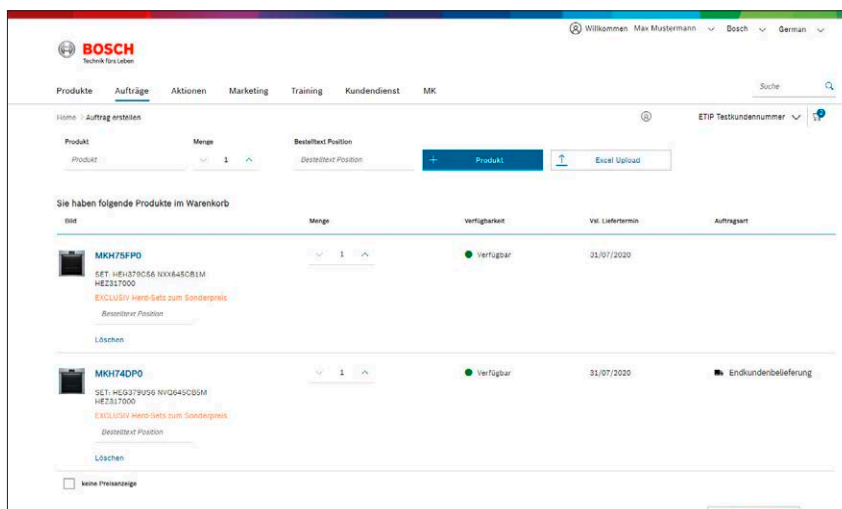 Willkommen Max Mustermann Bosch German
BOSCH
Technik fürs Leben
Produkte Aufträge Aktionen Marketing Training Kundendienst MK
Suche
Home > Auftrag erstellen
ETIP Testkundennummer
Produkt Menge Bestelltext Position
Produkt 1 Bestelltext Position + Produkt Excel Upload
Sie haben folgende Produkte im Warenkorb
Bild Menge Verfügbarkeit Vsl. Liefertermin Auftragsart
MKH75FP0 1 Verfügbar 31/07/2020
SET: HEH379CS6 NXX645CB1M
HEZ317000
EXCLUSIV Herd-Sets zum Sonderpreis
Bestelltext Position
Löschen
MKH74DP0 1 Verfügbar 31/07/2020 Endkundenbelieferung
SET: HEG379US6 NVQ645CB5M
HEZ317000
EXCLUSIV Herd-Sets zum Sonderpreis
Bestelltext Position
Löschen
keine Preisanzeige